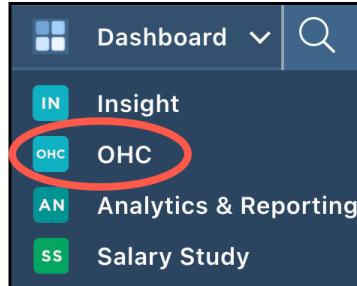 Dashboard
IN Insight
OHC OHC
AN Analytics & Reporting
SS Salary Study